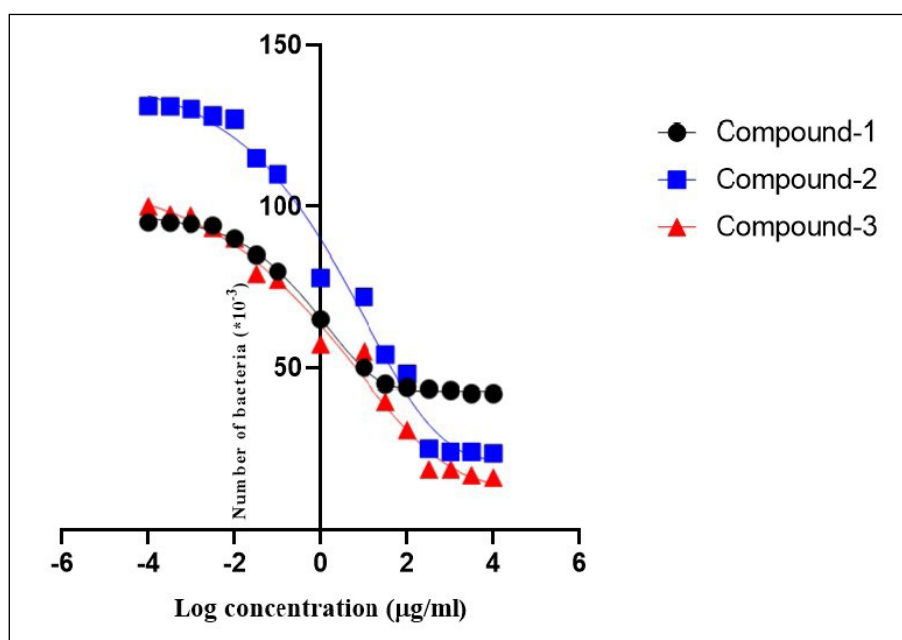 150
100
50
Number of bacteria (*10⁻³)
-6 -4 -2 0 2 4 6
Log concentration (µg/ml)
Compound-1
Compound-2
Compound-3